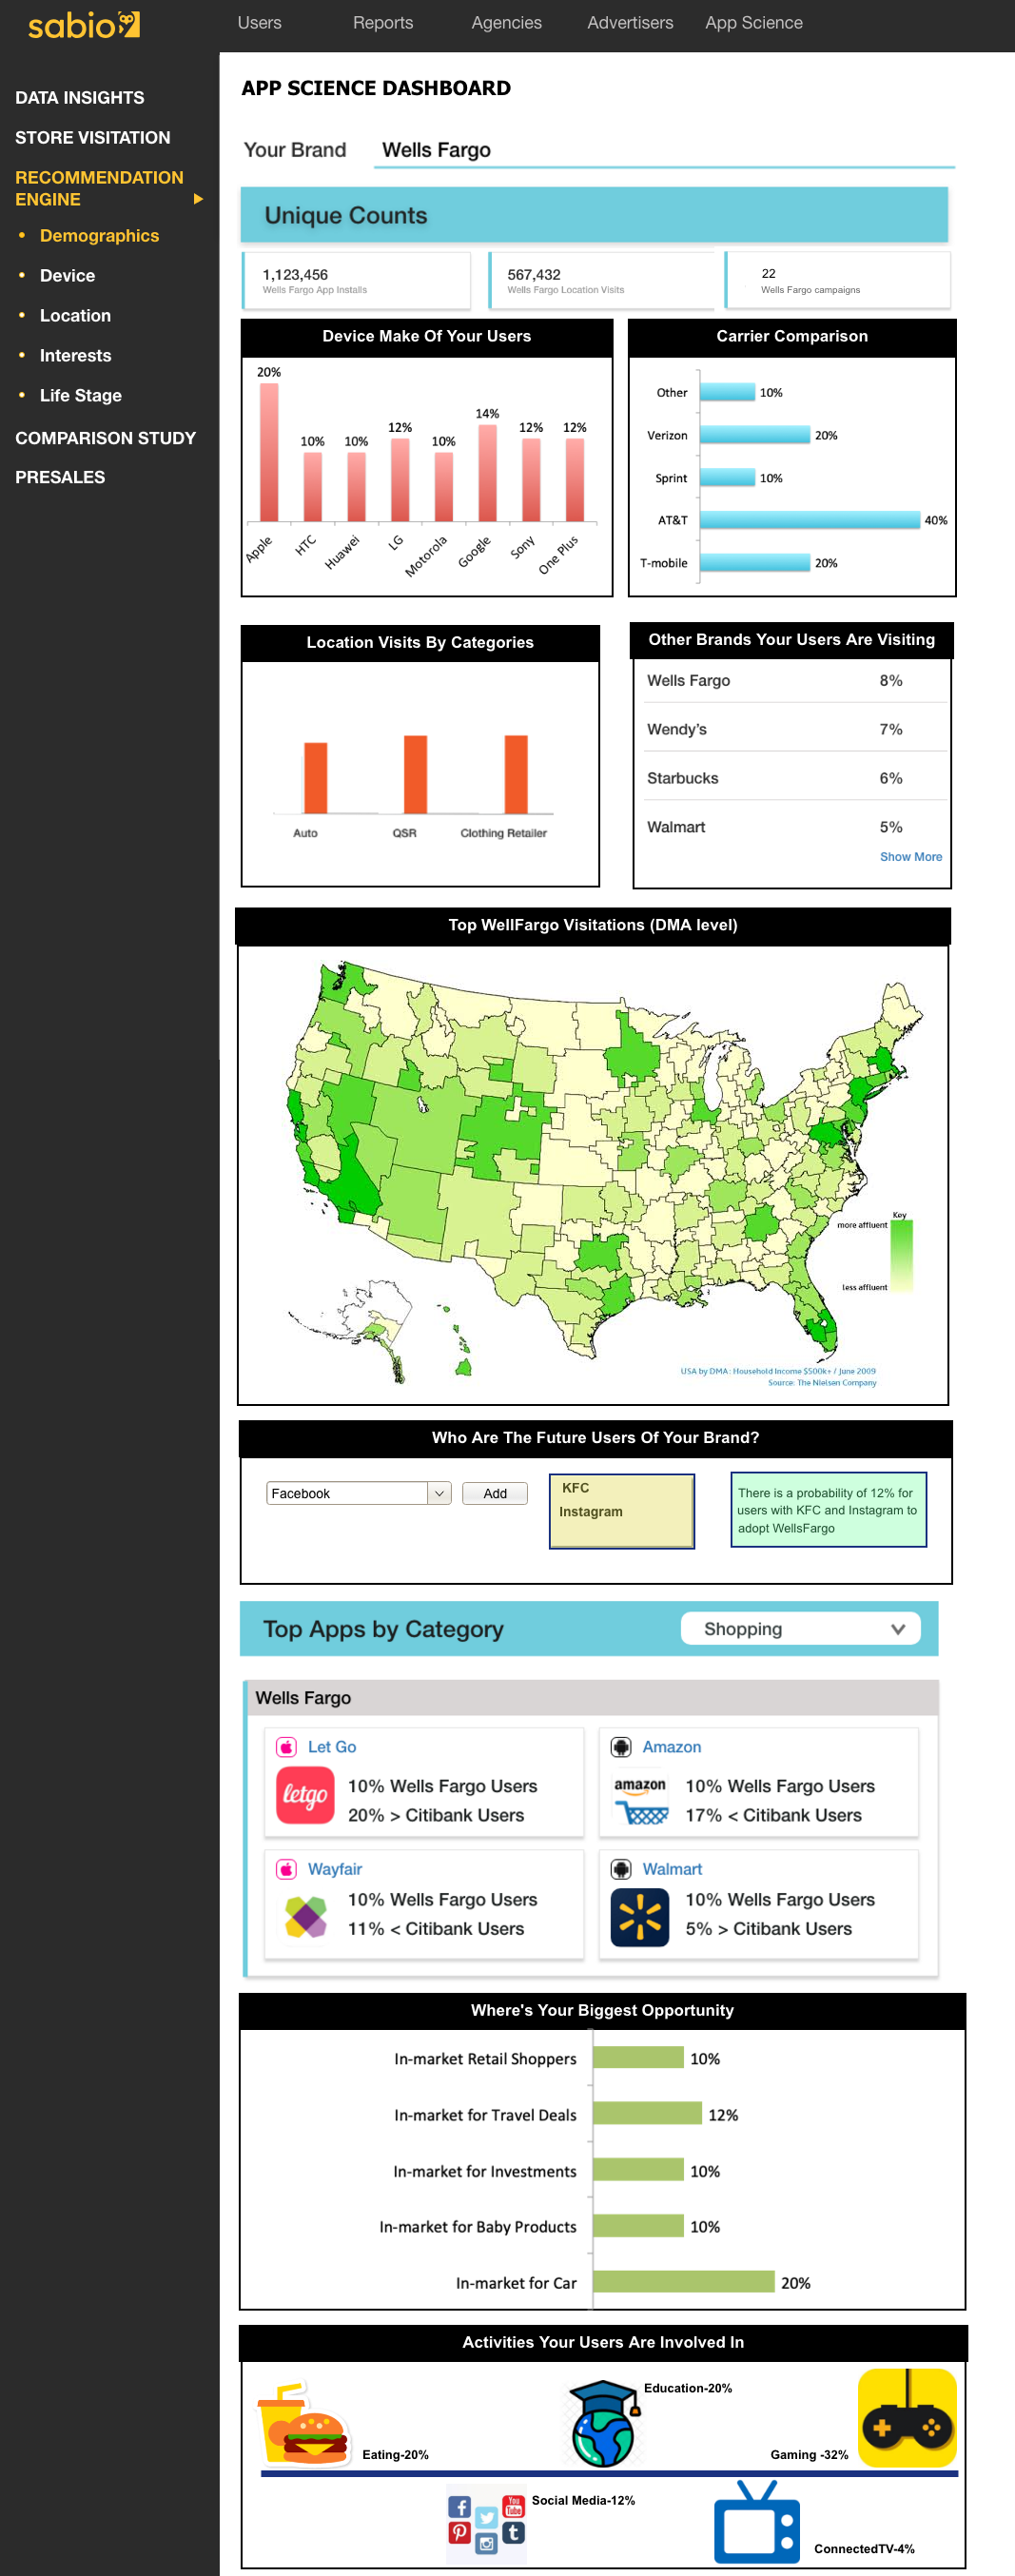 sabio
Users Reports Agencies Advertisers App Science
DATA INSIGHTS
STORE VISITATION
RECOMMENDATION
ENGINE
• Demographics
• Device
• Location
• Interests
• Life Stage
COMPARISON STUDY
PRESALES
APP SCIENCE DASHBOARD
Your Brand Wells Fargo
Unique Counts
1,123,456
Wells Fargo App Installs
567,432
Wells Fargo Location Visits
22
Wells Fargo campaigns
Device Make Of Your Users
20%
10%
10%
12%
10%
14%
12%
12%
Apple
HTC
Huawei
LG
Motorola
Google
Sony
One Plus
Carrier Comparison
Other 10%
Verizon 20%
Sprint 10%
AT&T 40%
T-mobile 20%
Location Visits By Categories
Auto QSR Clothing Retailer
Other Brands Your Users Are Visiting
Wells Fargo 8%
Wendy's 7%
Starbucks 6%
Walmart 5%
Show More
Top WellFargo Visitations (DMA level)
Key
more affluent
less affluent
USA by DMA: Household Income $500k+ / June 2009
Source: The Nielsen Company
Who Are The Future Users Of Your Brand?
Facebook
Add
KFC
Instagram
There is a probability of 12% for
users with KFC and Instagram to
adopt WellsFargo
Top Apps by Category
Shopping
Wells Fargo
Let Go
letgo
10% Wells Fargo Users
20% > Citibank Users
Amazon
amazon
10% Wells Fargo Users
17% < Citibank Users
Wayfair
10% Wells Fargo Users
11% < Citibank Users
Walmart
10% Wells Fargo Users
5% > Citibank Users
Where's Your Biggest Opportunity
In-market Retail Shoppers 10%
In-market for Travel Deals 12%
In-market for Investments 10%
In-market for Baby Products 10%
In-market for Car 20%
Activities Your Users Are Involved In
Eating-20%
Education-20%
Gaming -32%
You
Tube
Social Media-12%
ConnectedTV-4%